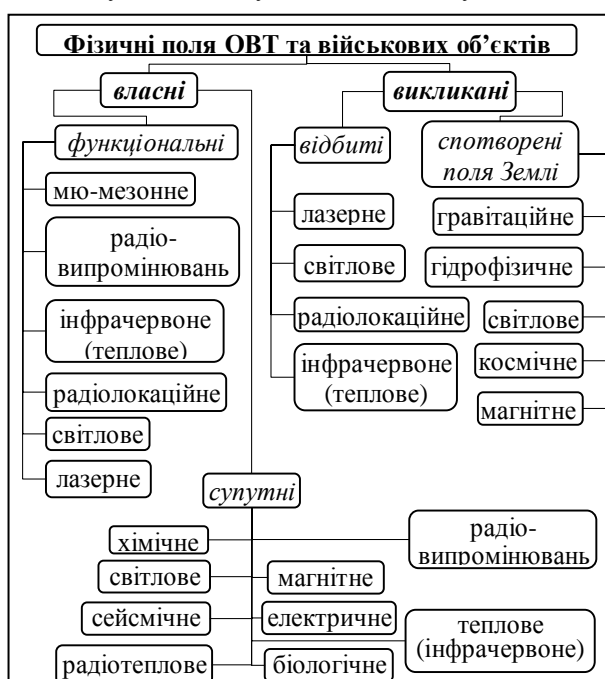 Фізичні поля ОВТ та військових об’єктів
власні
викликані
функціональні
мю-мезонне
радіо-
випромінювань
інфрачервоне
(теплове)
радіолокаційне
світлове
лазерне
відбиті
лазерне
світлове
радіолокаційне
інфрачервоне
(теплове)
спотворені
поля Землі
гравітаційне
гідрофізичне
світлове
космічне
магнітне
супутні
хімічне
радіо-
випромінювань
світлове
магнітне
сейсмічне
електричне
теплове
(інфрачервоне)
радіотеплове
біологічне